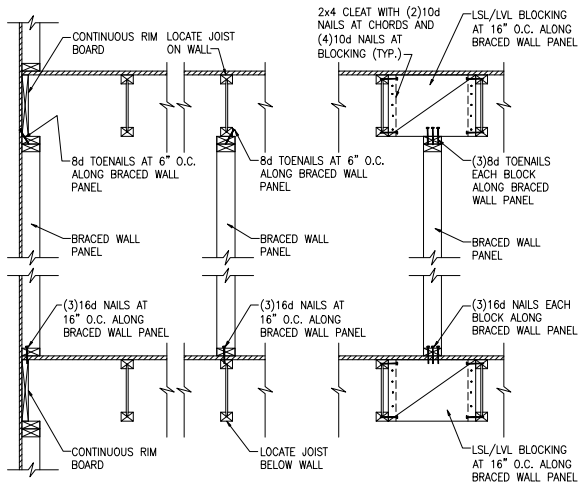 CONTINUOUS RIM
BOARD
LOCATE JOIST
ON WALL
2x4 CLEAT WITH (2)10d
NAILS AT CHORDS AND
(4)10d NAILS AT
BLOCKING (TYP.)
LSL/LVL BLOCKING
AT 16" O.C. ALONG
BRACED WALL PANEL
8d TOENAILS AT 6" O.C.
ALONG BRACED WALL
PANEL
8d TOENAILS AT 6" O.C.
ALONG BRACED WALL
PANEL
(3)8d TOENAILS
EACH BLOCK
ALONG BRACED
WALL PANEL
BRACED WALL
PANEL
BRACED WALL
PANEL
BRACED WALL
PANEL
(3)16d NAILS AT
16" O.C. ALONG
BRACED WALL PANEL
(3)16d NAILS AT
16" O.C. ALONG
BRACED WALL PANEL
(3)16d NAILS EACH
BLOCK ALONG
BRACED WALL PANEL
CONTINUOUS RIM
BOARD
LOCATE JOIST
BELOW WALL
LSL/LVL BLOCKING
AT 16" O.C. ALONG
BRACED WALL PANEL